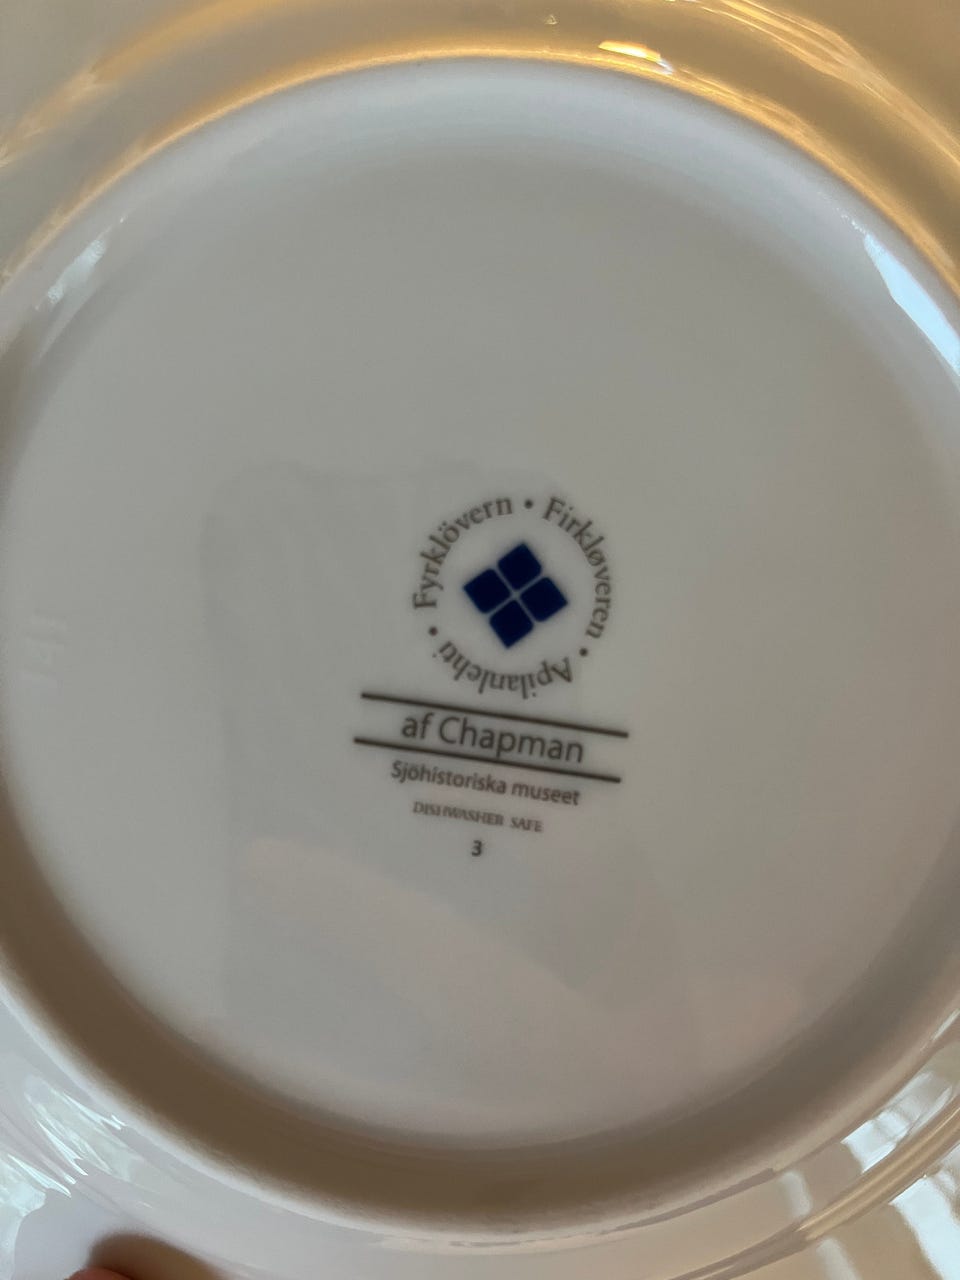 Fyrklövern • Firkløveren • Apilanlehti •
af Chapman
Sjöhistoriska museet
DISHWASHER SAFE
3